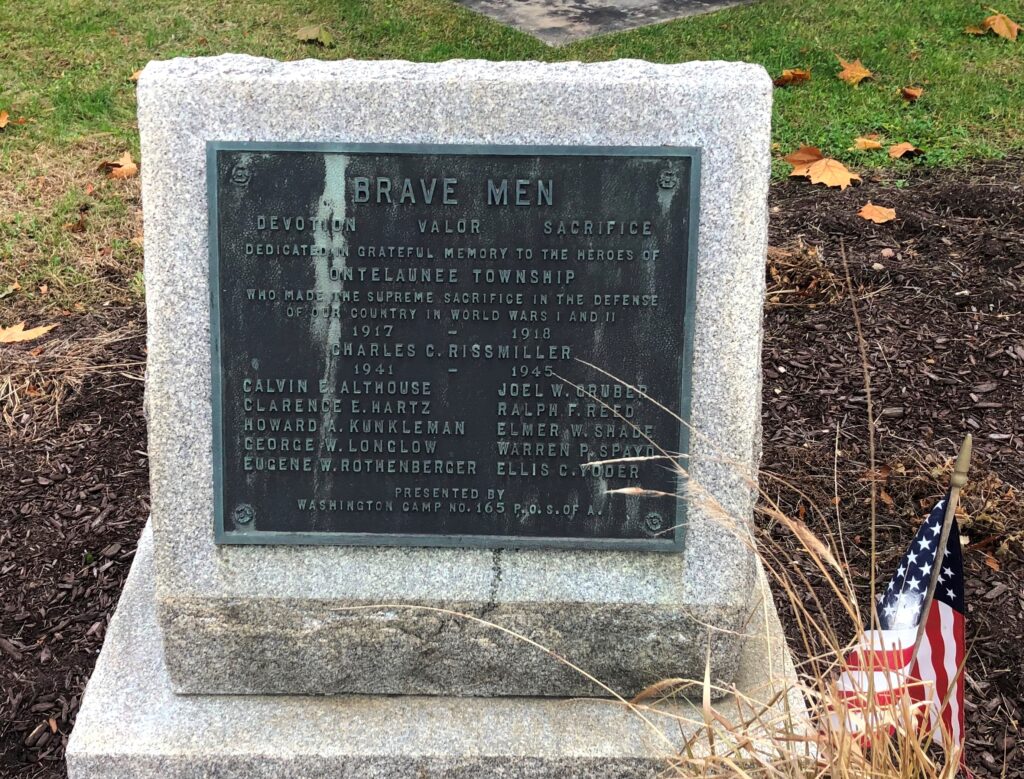 BRAVE MEN
DEVOTION VALOR SACRIFICE
DEDICATED IN GRATEFUL MEMORY TO THE HEROES OF
ONTELAUNEE TOWNSHIP
WHO MADE THE SUPREME SACRIFICE IN THE DEFENSE
OF OUR COUNTRY IN WORLD WARS I AND II
1917 - 1918
CHARLES C. RISSMILLER
1941 - 1945
CALVIN E. ALTHOUSE JOEL W. GRUBER
CLARENCE E. HARTZ RALPH F. REED
HOWARD A. KUNKLEMAN ELMER W. SHADE
GEORGE W. LONGLOW WARREN P. SPAYD
EUGENE W. ROTHENBERGER ELLIS C. YODER
PRESENTED BY
WASHINGTON CAMP NO. 165 P.O.S. OF A.